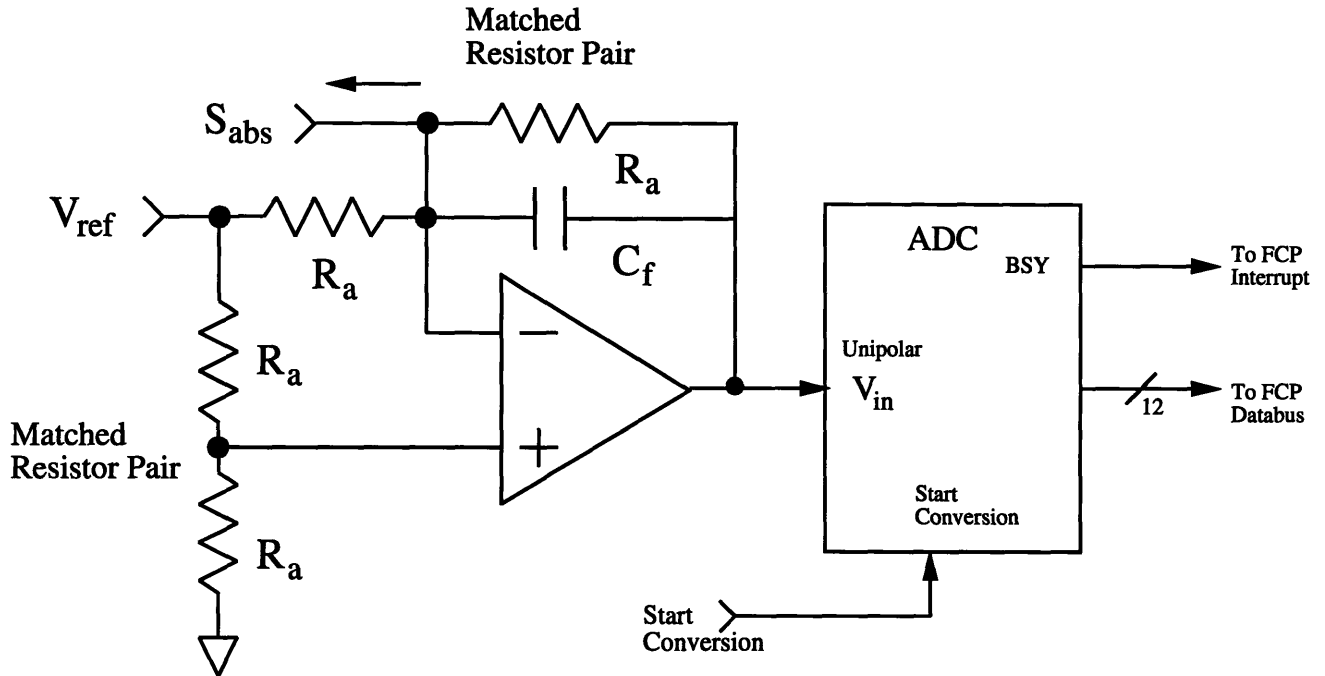 Matched
Resistor Pair
S_abs
R_a
V_ref
R_a
C_f
ADC
BSY
To FCP
Interrupt
R_a
Unipolar
V_in
12
To FCP
Databus
Matched
Resistor Pair
Start
Conversion
R_a
Start
Conversion